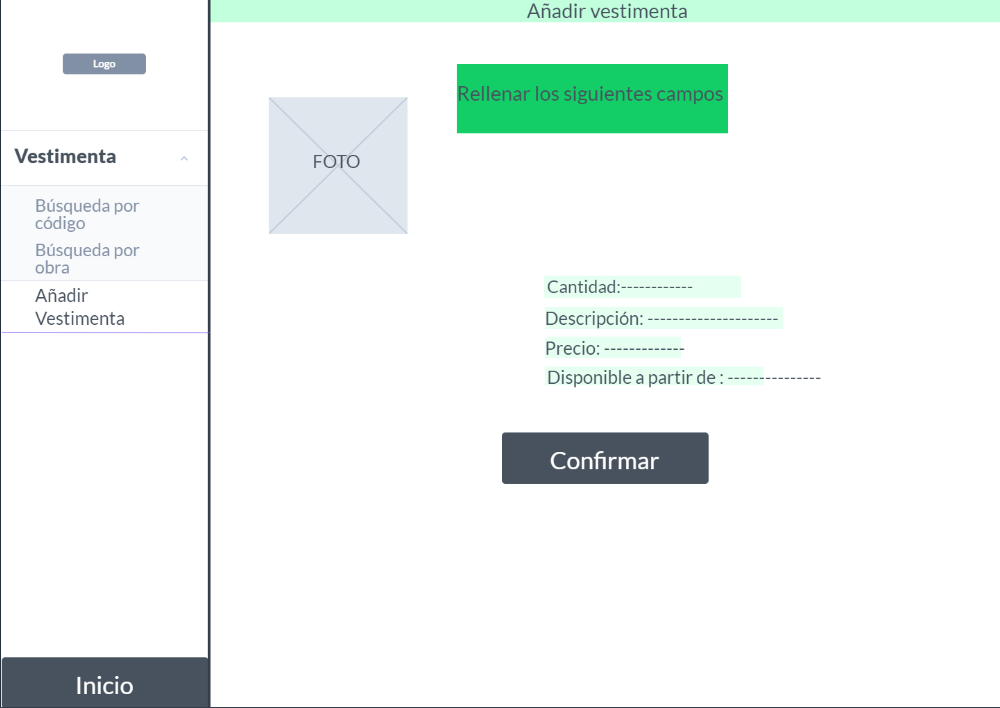 Añadir vestimenta
Logo
Rellenar los siguientes campos
FOTO
Vestimenta
Búsqueda por
código
Búsqueda por
obra
Añadir
Vestimenta
Cantidad:------------
Descripción: ---------------------
Precio: -------------
Disponible a partir de : ---------------
Confirmar
Inicio